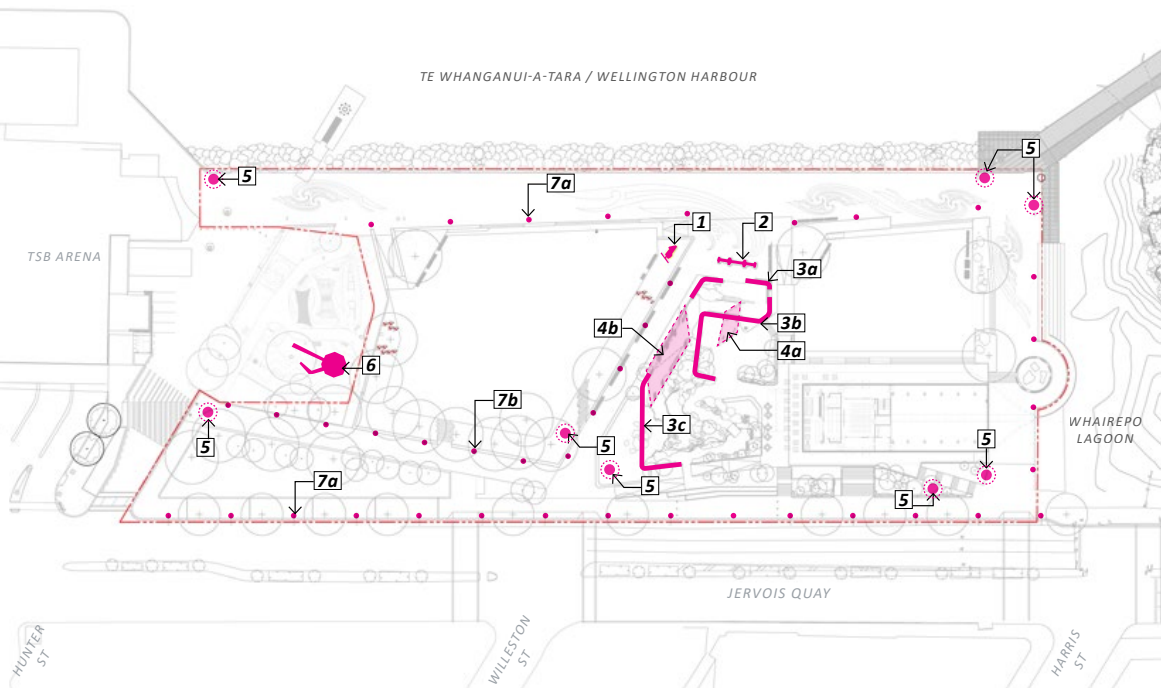 TE WHANGANUI-A-TARA / WELLINGTON HARBOUR
5
5
7a
1
2
TSB ARENA
3a
3b
4b
4a
6
7b
3c
WHAIREPO
LAGOON
5
5
5
5
7a
5
JERVOIS QUAY
HUNTER
ST
WILLESTON
ST
HARRIS
ST